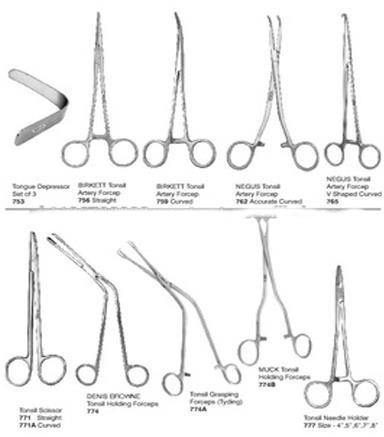 Tongue Depressor
Set of 3
753
BIRKETT Tonsil
Artery Forcep
756 Straight
BIRKETT Tonsil
Artery Forcep
759 Curved
NEGUS Tonsil
Artery Forcep
762 Accurate Curved
NEGUS Tonsil
Artery Forcep
V Shaped Curved
765
Tonsil Scissor
771 Straight
771A Curved
DENIS BROWNE
Tonsil Holding Forceps
774
Tonsil Grasping
Forceps (Tyding)
774A
MUCK Tonsil
Holding Forceps
774B
Tonsil Needle Holder
777 Size - 4",5",6",7",8"